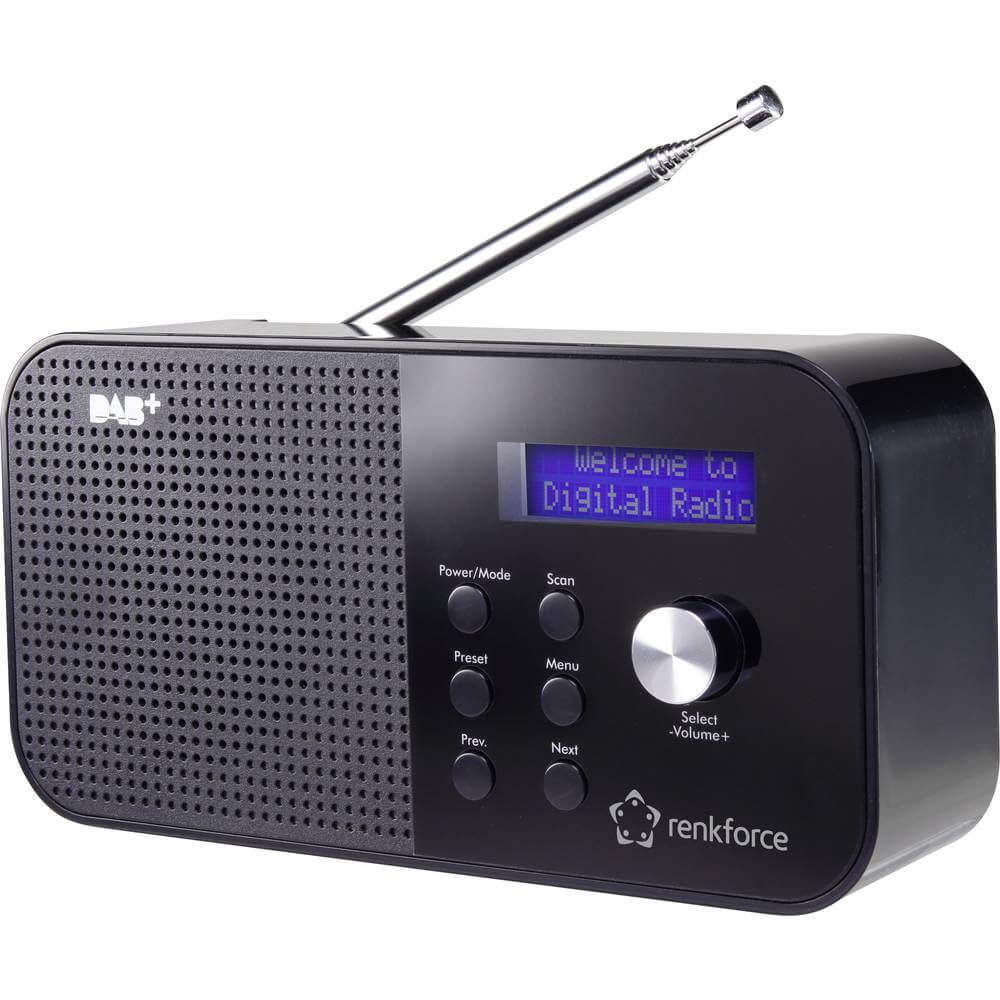 DAB+
Welcome to
Digital Radio
Power/Mode
Scan
Preset
Menu
Prev.
Next
Select
-Volume+
renkforce